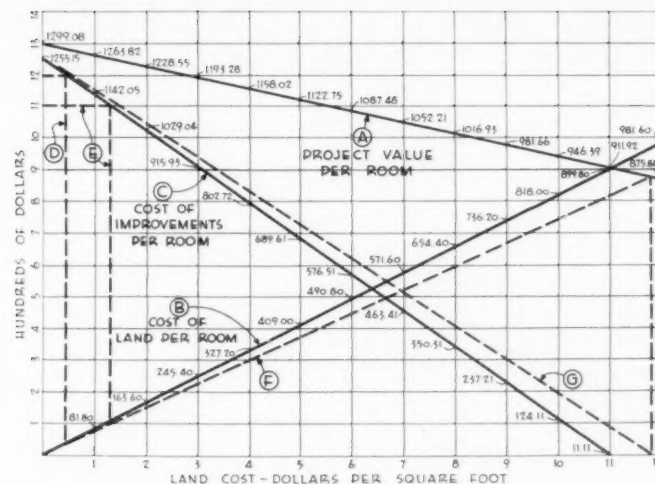 1299.08
1263.82
1228.55
1193.28
1158.02
1122.75
1087.48
1052.21
1016.93
981.66
946.39
911.92
981.60
899.80
1255.15
1142.05
1029.04
915.93
802.72
689.61
576.51
463.41
350.31
237.21
124.11
11.11
A
PROJECT VALUE
PER ROOM
D
E
C
COST OF
IMPROVEMENTS
PER ROOM
B
COST OF
LAND PER ROOM
F
G
81.80
163.60
245.40
327.20
409.00
490.80
571.60
654.40
736.20
818.00
HUNDREDS OF DOLLARS
13
12
11
10
9
8
7
6
5
4
3
2
1
1 2 3 4 5 6 7 8 9 10 11
LAND COST - DOLLARS PER SQUARE FOOT